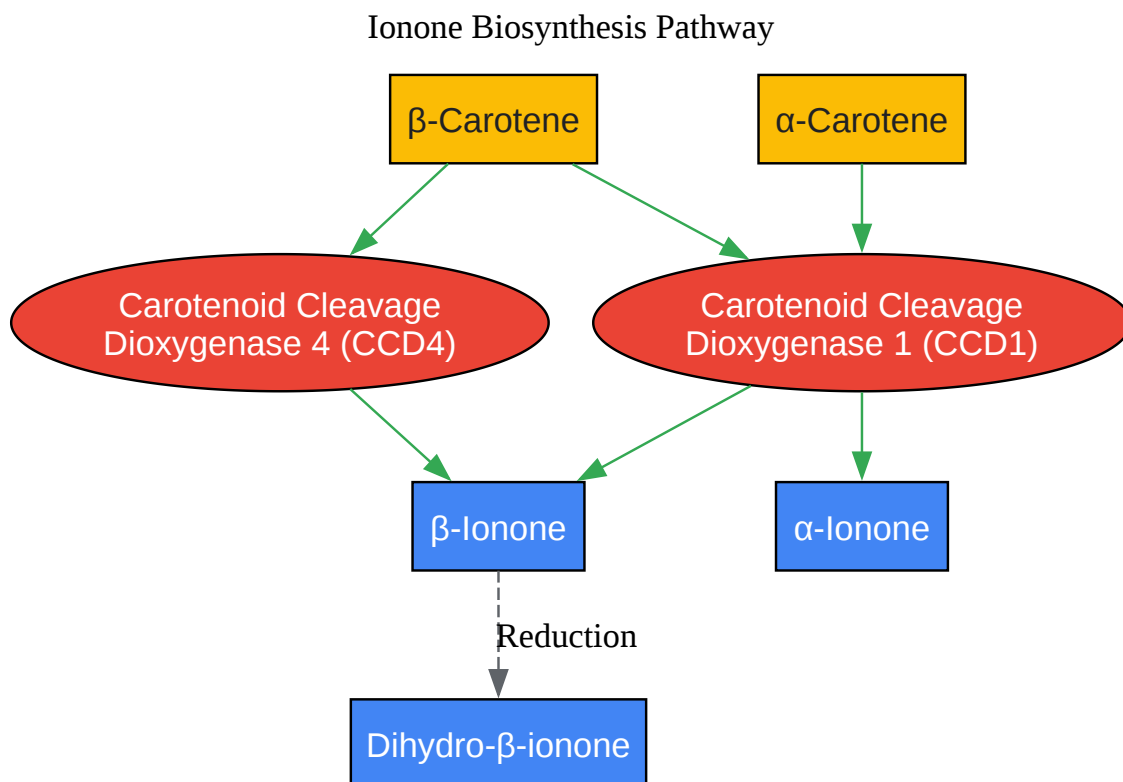 Ionone Biosynthesis Pathway
β-Carotene
α-Carotene
Carotenoid Cleavage
Dioxygenase 4 (CCD4)
Carotenoid Cleavage
Dioxygenase 1 (CCD1)
β-Ionone
α-Ionone
Reduction
Dihydro-β-ionone